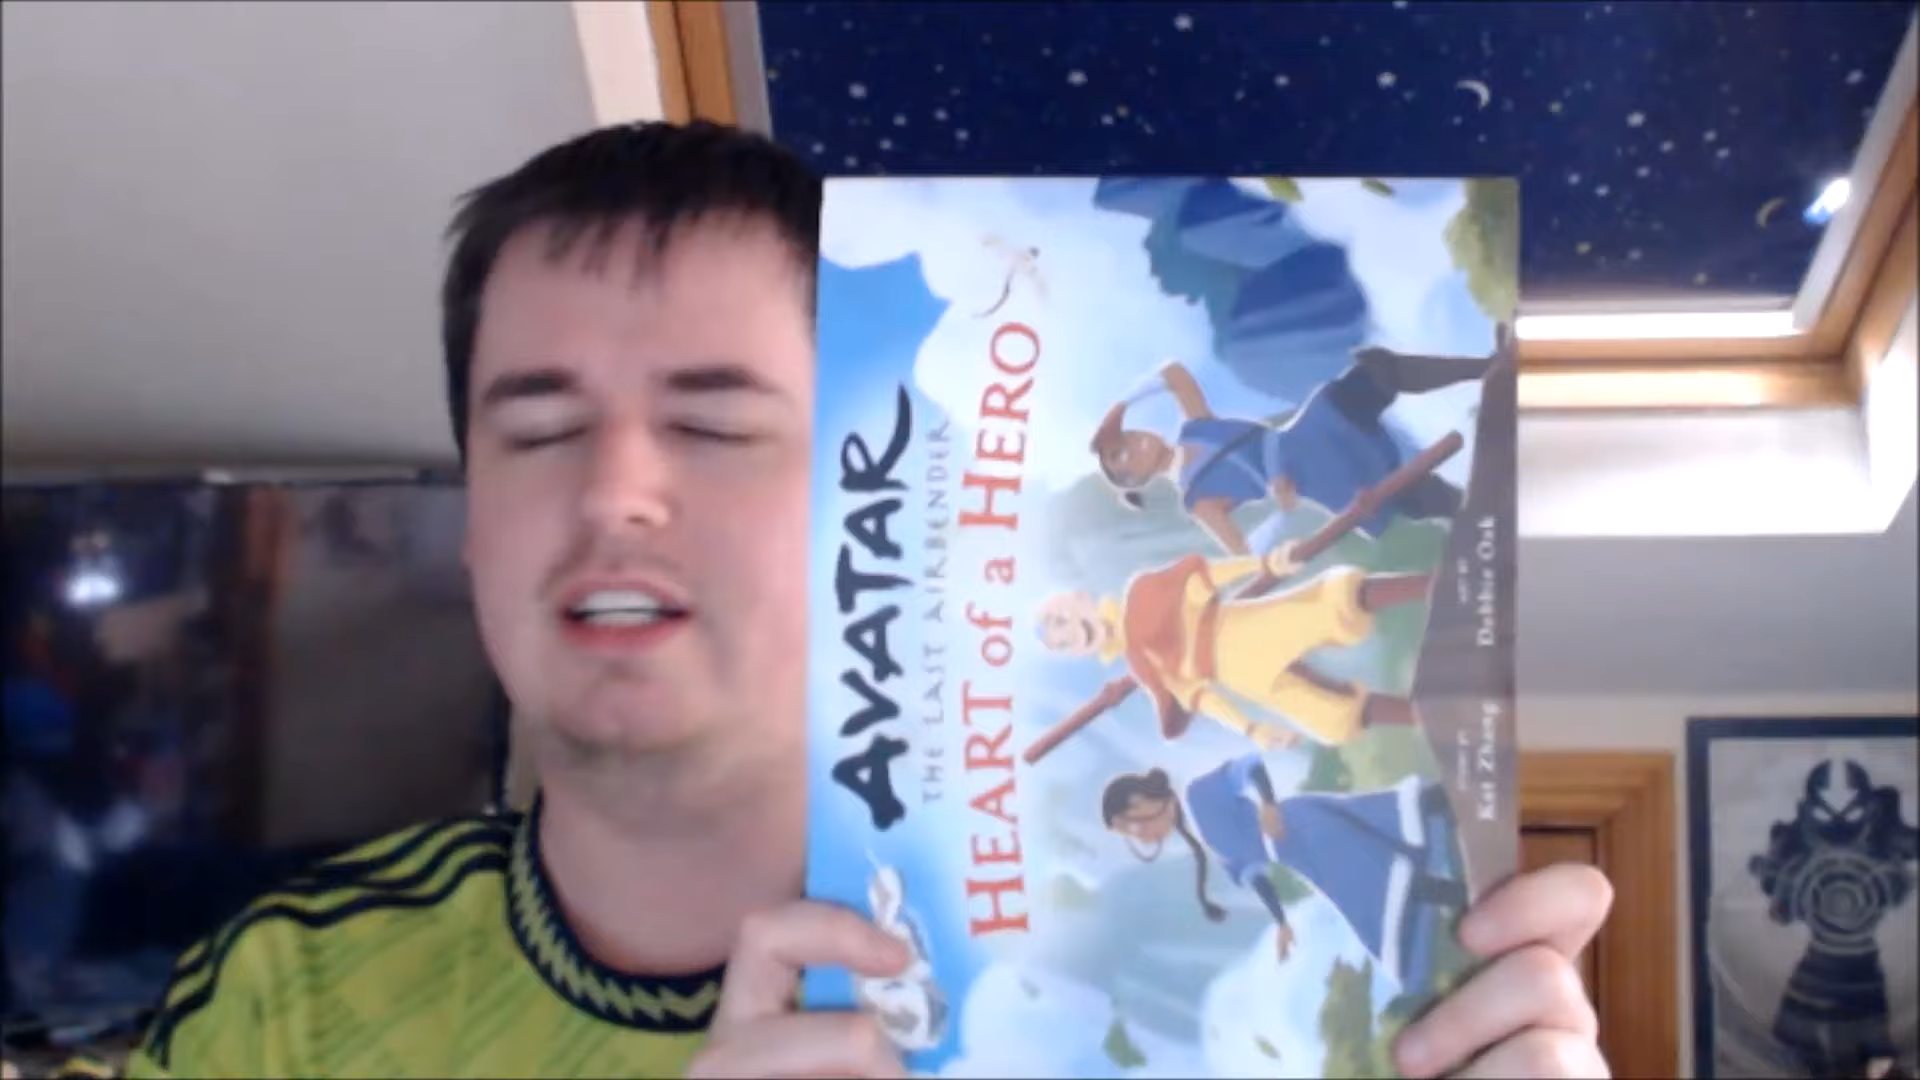 AVATAR
THE LAST AIRBENDER
HEART of a HERO
Kat Zhang
Debbie Oak